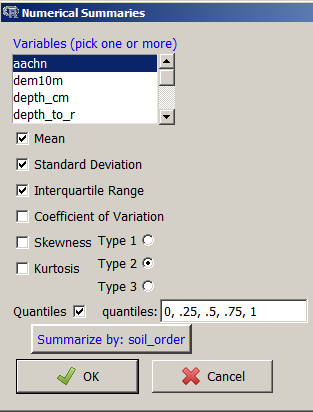 Numerical Summaries
Variables (pick one or more)
aachn
dem10m
depth_cm
depth_to_r
Mean
Standard Deviation
Interquartile Range
Coefficient of Variation
Skewness Type 1
Kurtosis Type 2
Type 3
Quantiles quantiles: 0, .25, .5, .75, 1
Summarize by: soil_order
OK Cancel